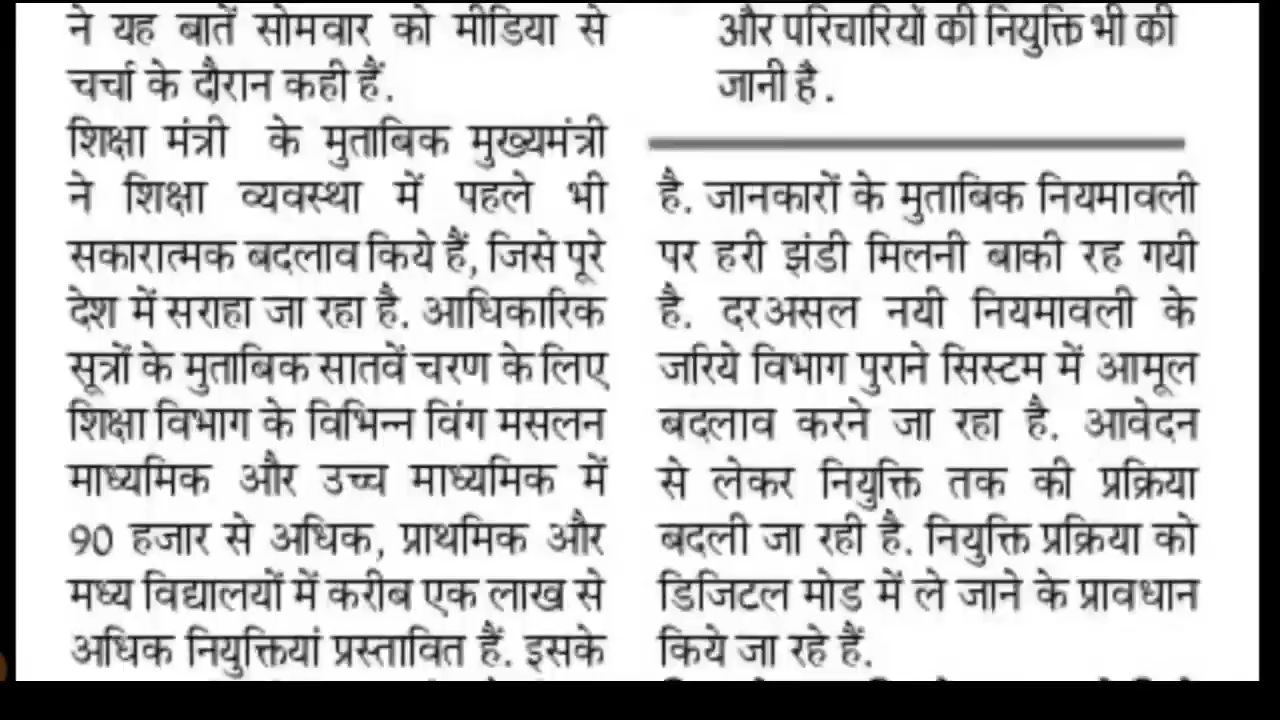 ने यह बातें सोमवार को मीडिया से
चर्चा के दौरान कही हैं.
शिक्षा मंत्री के मुताबिक मुख्यमंत्री
ने शिक्षा व्यवस्था में पहले भी
सकारात्मक बदलाव किये हैं, जिसे पूरे
देश में सराहा जा रहा है. आधिकारिक
सूत्रों के मुताबिक सातवें चरण के लिए
शिक्षा विभाग के विभिन्न विंग मसलन
माध्यमिक और उच्च माध्यमिक में
90 हजार से अधिक, प्राथमिक और
मध्य विद्यालयों में करीब एक लाख से
अधिक नियुक्तियां प्रस्तावित हैं. इसके
और परिचारियों की नियुक्ति भी की
जानी है.
है. जानकारों के मुताबिक नियमावली
पर हरी झंडी मिलनी बाकी रह गयी
है. दरअसल नयी नियमावली के
जरिये विभाग पुराने सिस्टम में आमूल
बदलाव करने जा रहा है. आवेदन
से लेकर नियुक्ति तक की प्रक्रिया
बदली जा रही है. नियुक्ति प्रक्रिया को
डिजिटल मोड में ले जाने के प्रावधान
किये जा रहे हैं.